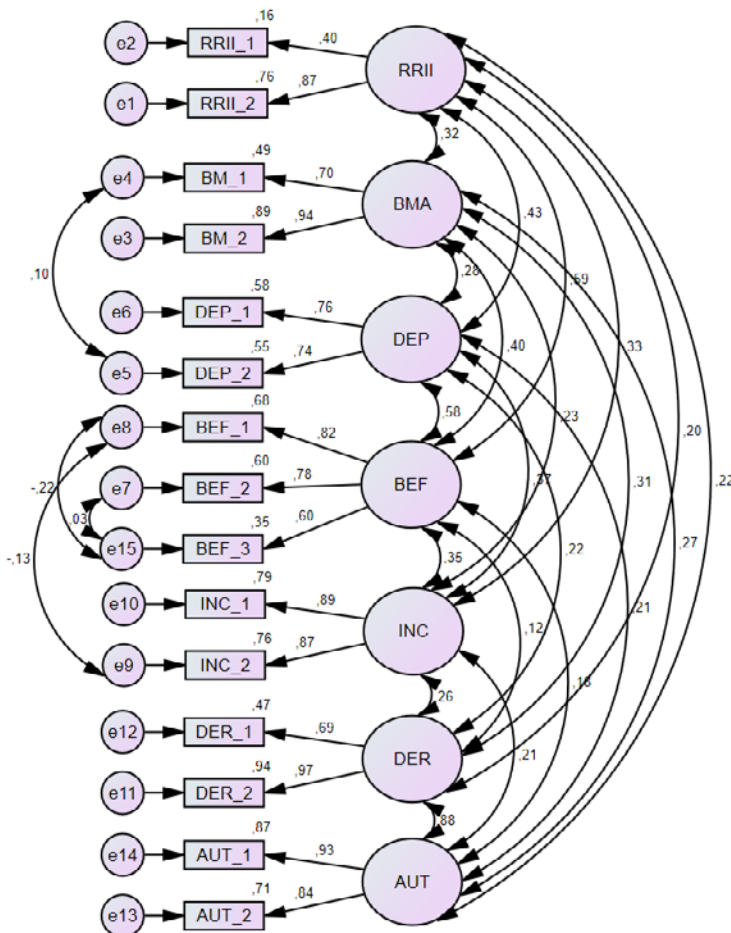 ,16
e2 RRII_1 ,40 RRII
,76
e1 RRII_2 ,87
,32
,49
e4 BM_1 ,70 BMA
,89
e3 BM_2 ,94
,43
,28 ,59
,10
,58
e6 DEP_1 ,76 DEP
,40 ,33
,55
e5 DEP_2 ,74
,58 ,23 ,20
,68
e8 BEF_1 ,82
-,22 ,60
e7 BEF_2 ,78 BEF ,37 ,31 ,22
,03 ,35
e15 BEF_3 ,60 ,22 ,27
-,13 ,35
,79
e10 INC_1 ,89 INC ,12 ,21
,76
e9 INC_2 ,87 ,18
,26
,47
e12 DER_1 ,69 DER ,21
,94
e11 DER_2 ,97
,88
,87
e14 AUT_1 ,93 AUT
,71
e13 AUT_2 ,84